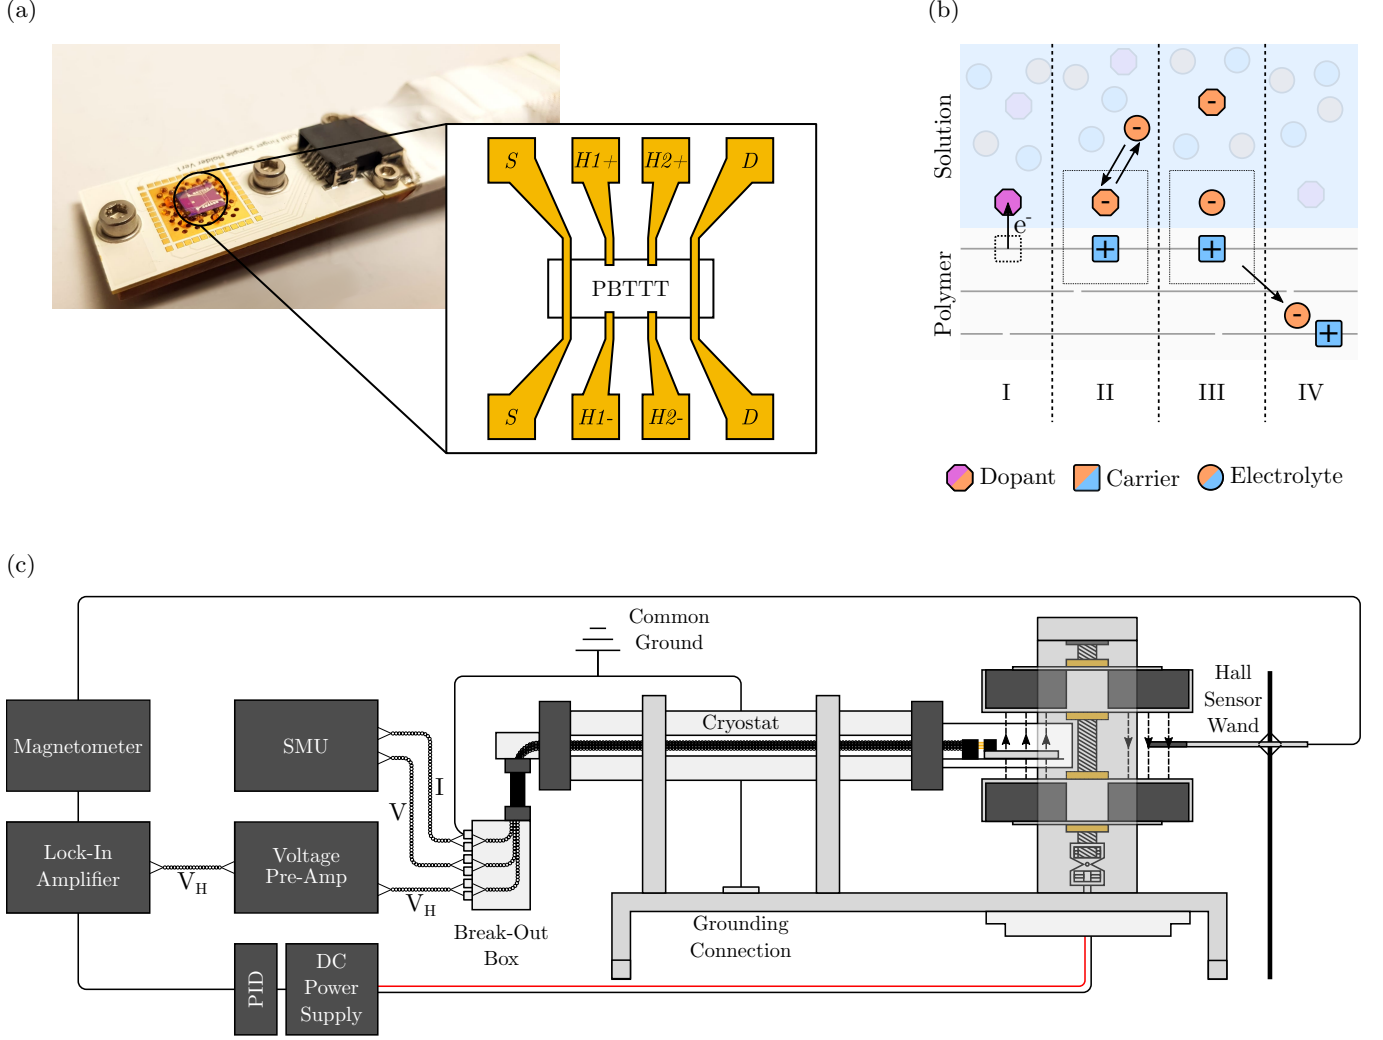 (a)
(b)
S
H1+
H2+
D
PBTTT
S
H1-
H2-
D
Solution
Polymer
e-
I
II
III
IV
Dopant
Carrier
Electrolyte
(c)
Common
Ground
Magnetometer
SMU
Cryostat
Hall
Sensor
Wand
I
V
Lock-In
Amplifier
VH
Voltage
Pre-Amp
VH
Break-Out
Box
Grounding
Connection
PID
DC
Power
Supply